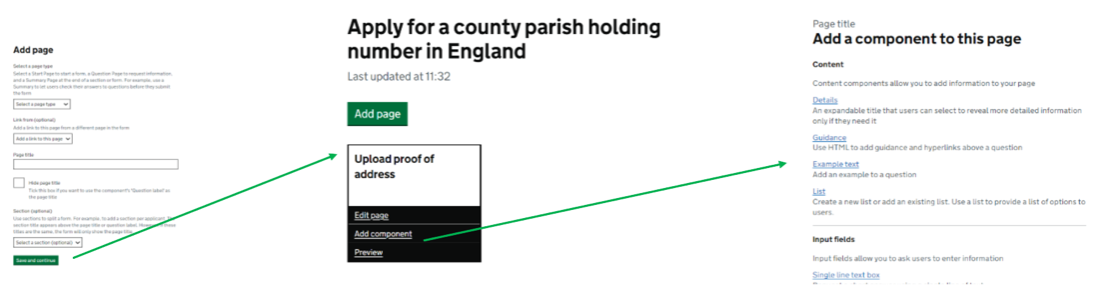 Add page
Select a page type
Select a Start Page to start a form, a Question Page to request information,
and a Summary Page at the end of a section or form. For example, use a
Summary to let users check their answers to questions before they submit
the form
Select a page type
Link from (optional)
Add a link to this page from a different page in the form
Add a link to this page
Page title
Hide page title
Tick this box if you want to use the component's "Question label" as
the page title
Section (optional)
Use sections to split a form. For example, to add a section per applicant. The
section title appears above the page title or question label. However, if these
titles are the same, the form will only show the page title.
Select a section (optional)
Save and continue
Apply for a county parish holding
number in England
Last updated at 11:32
Add page
Upload proof of
address
Edit page
Add component
Preview
Page title
Add a component to this page
Content
Content components allow you to add information to your page
Details
An expandable title that users can select to reveal more detailed information
only if they need it
Guidance
Use HTML to add guidance and hyperlinks above a question
Example text
Add an example to a question
List
Create a new list or add an existing list. Use a list to provide a list of options to
users.
Input fields
Input fields allow you to ask users to enter information
Single line text box